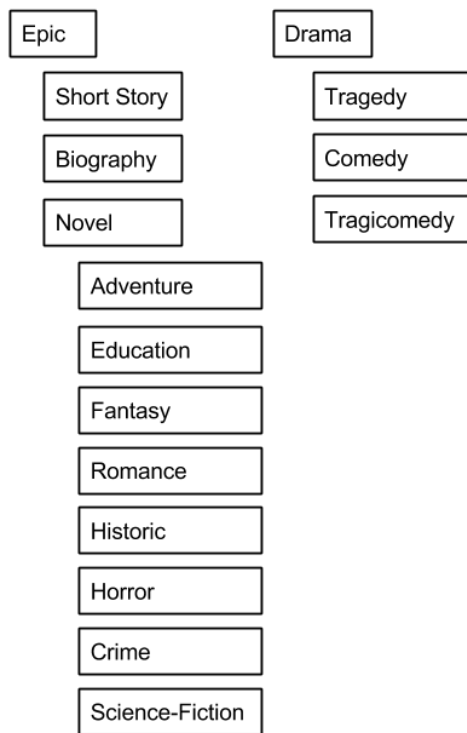 Epic
Short Story
Biography
Novel
Adventure
Education
Fantasy
Romance
Historic
Horror
Crime
Science-Fiction
Drama
Tragedy
Comedy
Tragicomedy